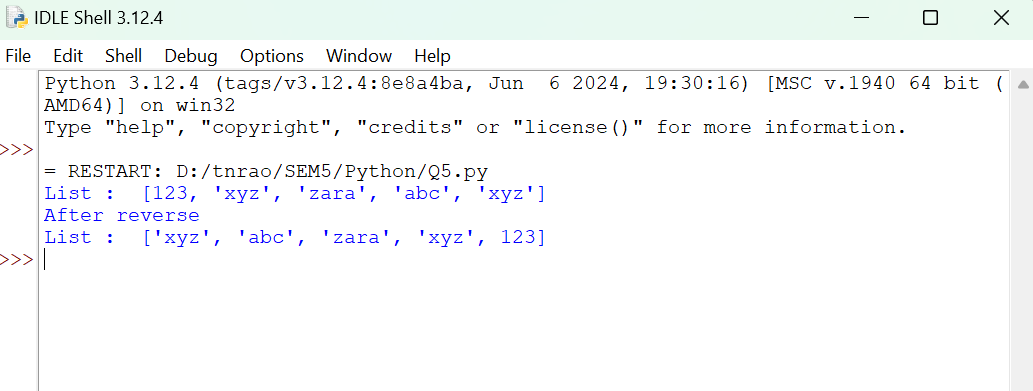 IDLE Shell 3.12.4
File Edit Shell Debug Options Window Help
Python 3.12.4 (tags/v3.12.4:8e8a4ba, Jun  6 2024, 19:30:16) [MSC v.1940 64 bit (
AMD64)] on win32
Type "help", "copyright", "credits" or "license()" for more information.
>>>
= RESTART: D:/tnrao/SEM5/Python/Q5.py
List :  [123, 'xyz', 'zara', 'abc', 'xyz']
After reverse
List :  ['xyz', 'abc', 'zara', 'xyz', 123]
>>>